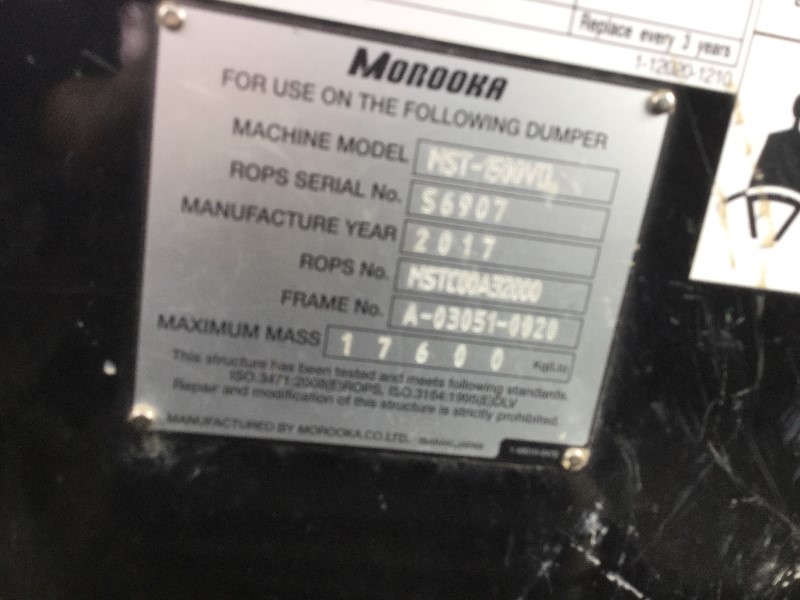 Replace every 3 years
1-12020-1210
MOROOKA
FOR USE ON THE FOLLOWING DUMPER
MACHINE MODEL MST-1500VD
ROPS SERIAL No. S6907
MANUFACTURE YEAR 2017
ROPS No. MSTC00A32000
FRAME No. A-03051-0920
MAXIMUM MASS 17600 Kg
This structure has been tested and meets following standards.
ISO.3471:2008(E)ROPS, ISO.3164:1995(E)DLV
Repair and modification of this structure is strictly prohibited.
MANUFACTURED BY MOROOKA.CO.LTD.